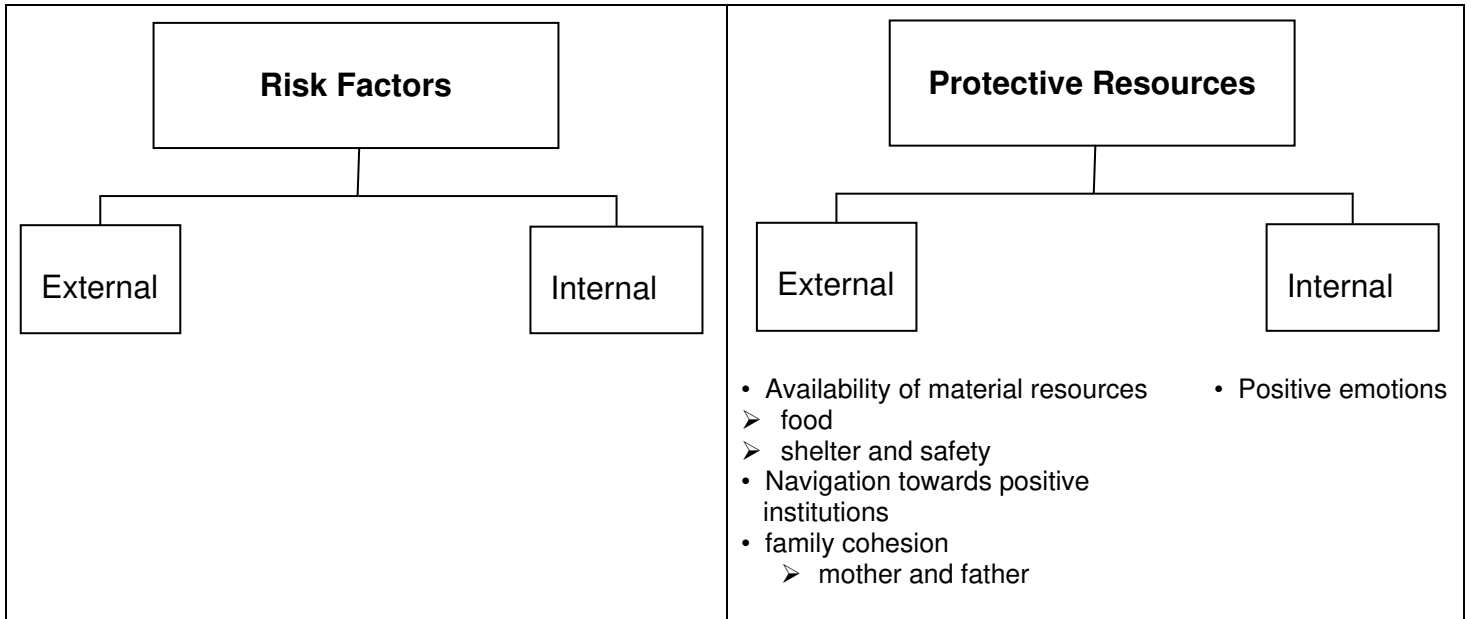 Risk Factors
External
Internal
Protective Resources
External
Internal
• Availability of material resources
➢ food
➢ shelter and safety
• Navigation towards positive
institutions
• family cohesion
➢ mother and father
• Positive emotions